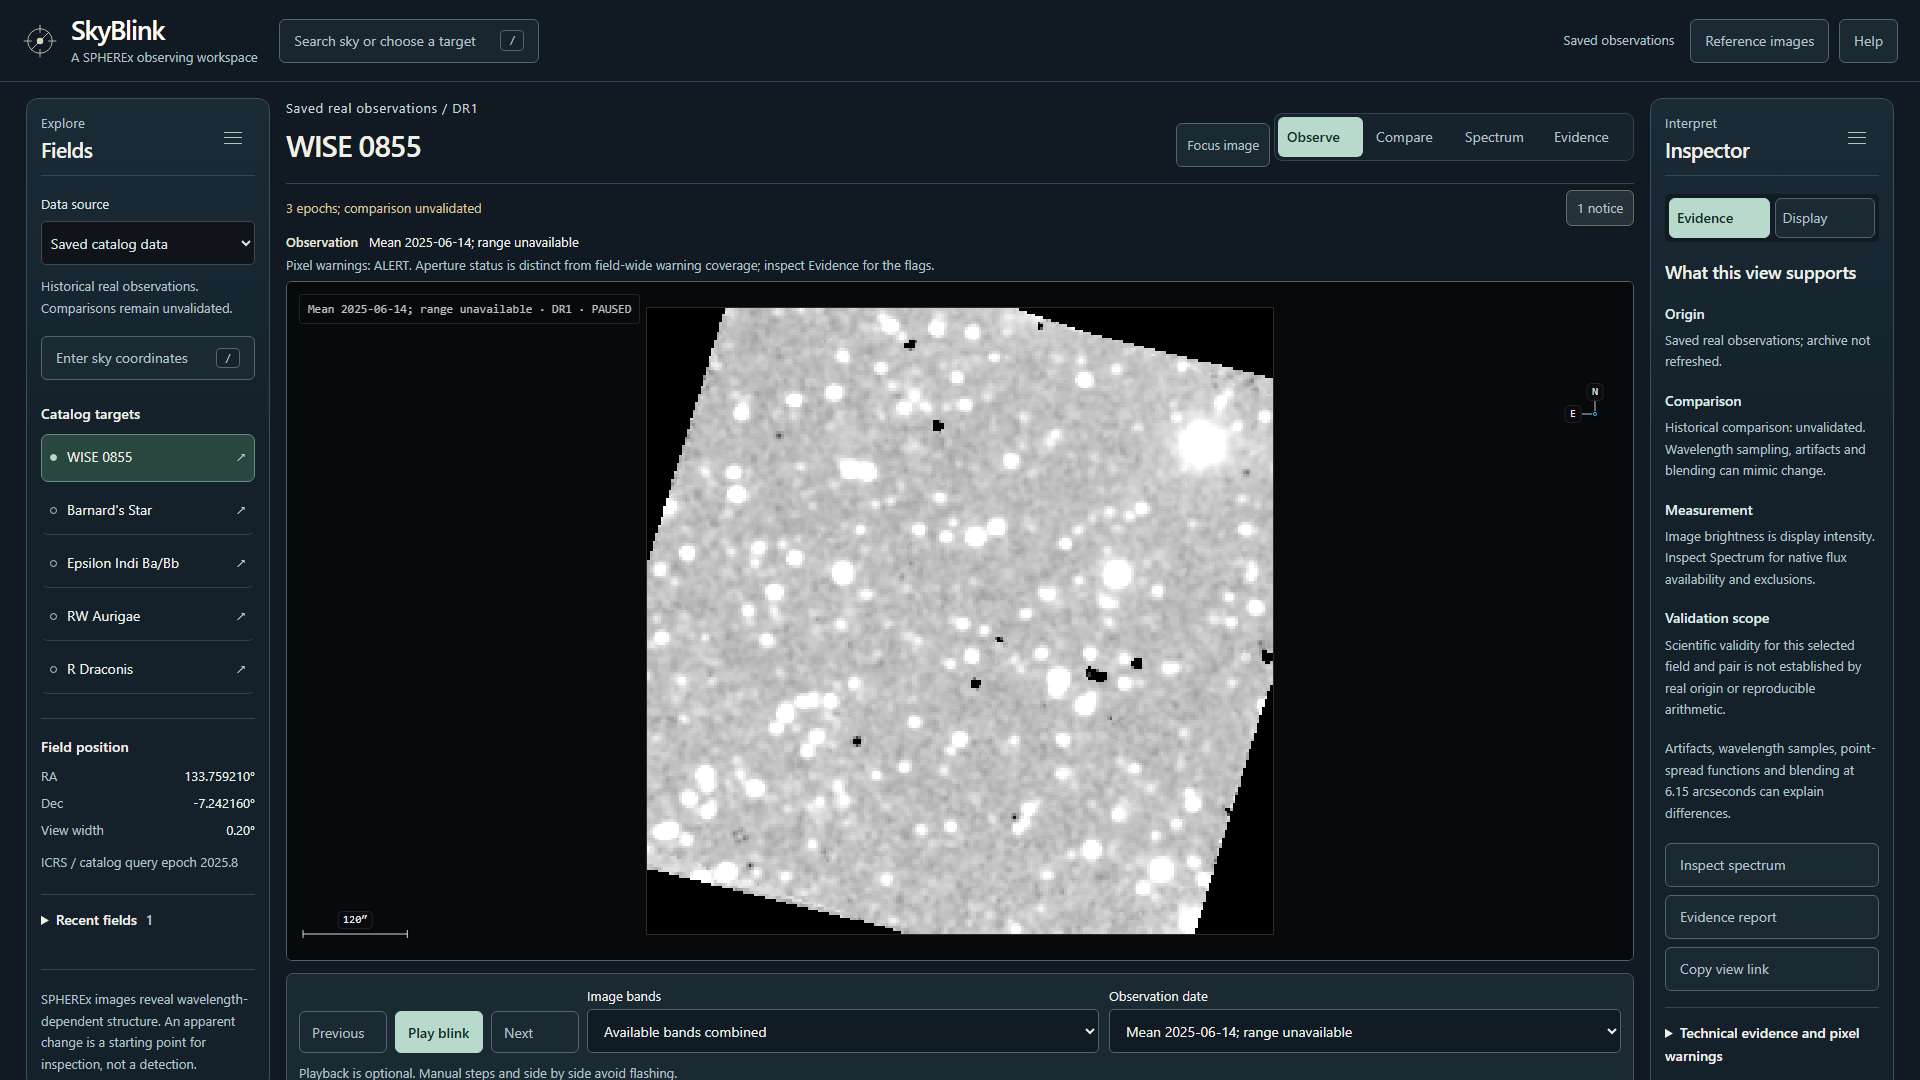 SkyBlink
A SPHEREx observing workspace
Search sky or choose a target /
Saved observations
Reference images
Help
Explore
Fields
Data source
Saved catalog data
Historical real observations.
Comparisons remain unvalidated.
Enter sky coordinates /
Catalog targets
WISE 0855
Barnard's Star
Epsilon Indi Ba/Bb
RW Aurigae
R Draconis
Field position
RA 133.759210°
Dec -7.242160°
View width 0.20°
ICRS / catalog query epoch 2025.8
Recent fields 1
SPHEREx images reveal wavelength-
dependent structure. An apparent
change is a starting point for
inspection, not a detection.
Saved real observations / DR1
WISE 0855
Focus image
Observe
Compare
Spectrum
Evidence
3 epochs; comparison unvalidated
1 notice
Observation Mean 2025-06-14; range unavailable
Pixel warnings: ALERT. Aperture status is distinct from field-wide warning coverage; inspect Evidence for the flags.
Mean 2025-06-14; range unavailable · DR1 · PAUSED
N
E
120″
Previous
Play blink
Next
Image bands
Available bands combined
Observation date
Mean 2025-06-14; range unavailable
Playback is optional. Manual steps and side by side avoid flashing.
Interpret
Inspector
Evidence
Display
What this view supports
Origin
Saved real observations; archive not
refreshed.
Comparison
Historical comparison: unvalidated.
Wavelength sampling, artifacts and
blending can mimic change.
Measurement
Image brightness is display intensity.
Inspect Spectrum for native flux
availability and exclusions.
Validation scope
Scientific validity for this selected
field and pair is not established by
real origin or reproducible
arithmetic.
Artifacts, wavelength samples, point-
spread functions and blending at
6.15 arcseconds can explain
differences.
Inspect spectrum
Evidence report
Copy view link
Technical evidence and pixel
warnings